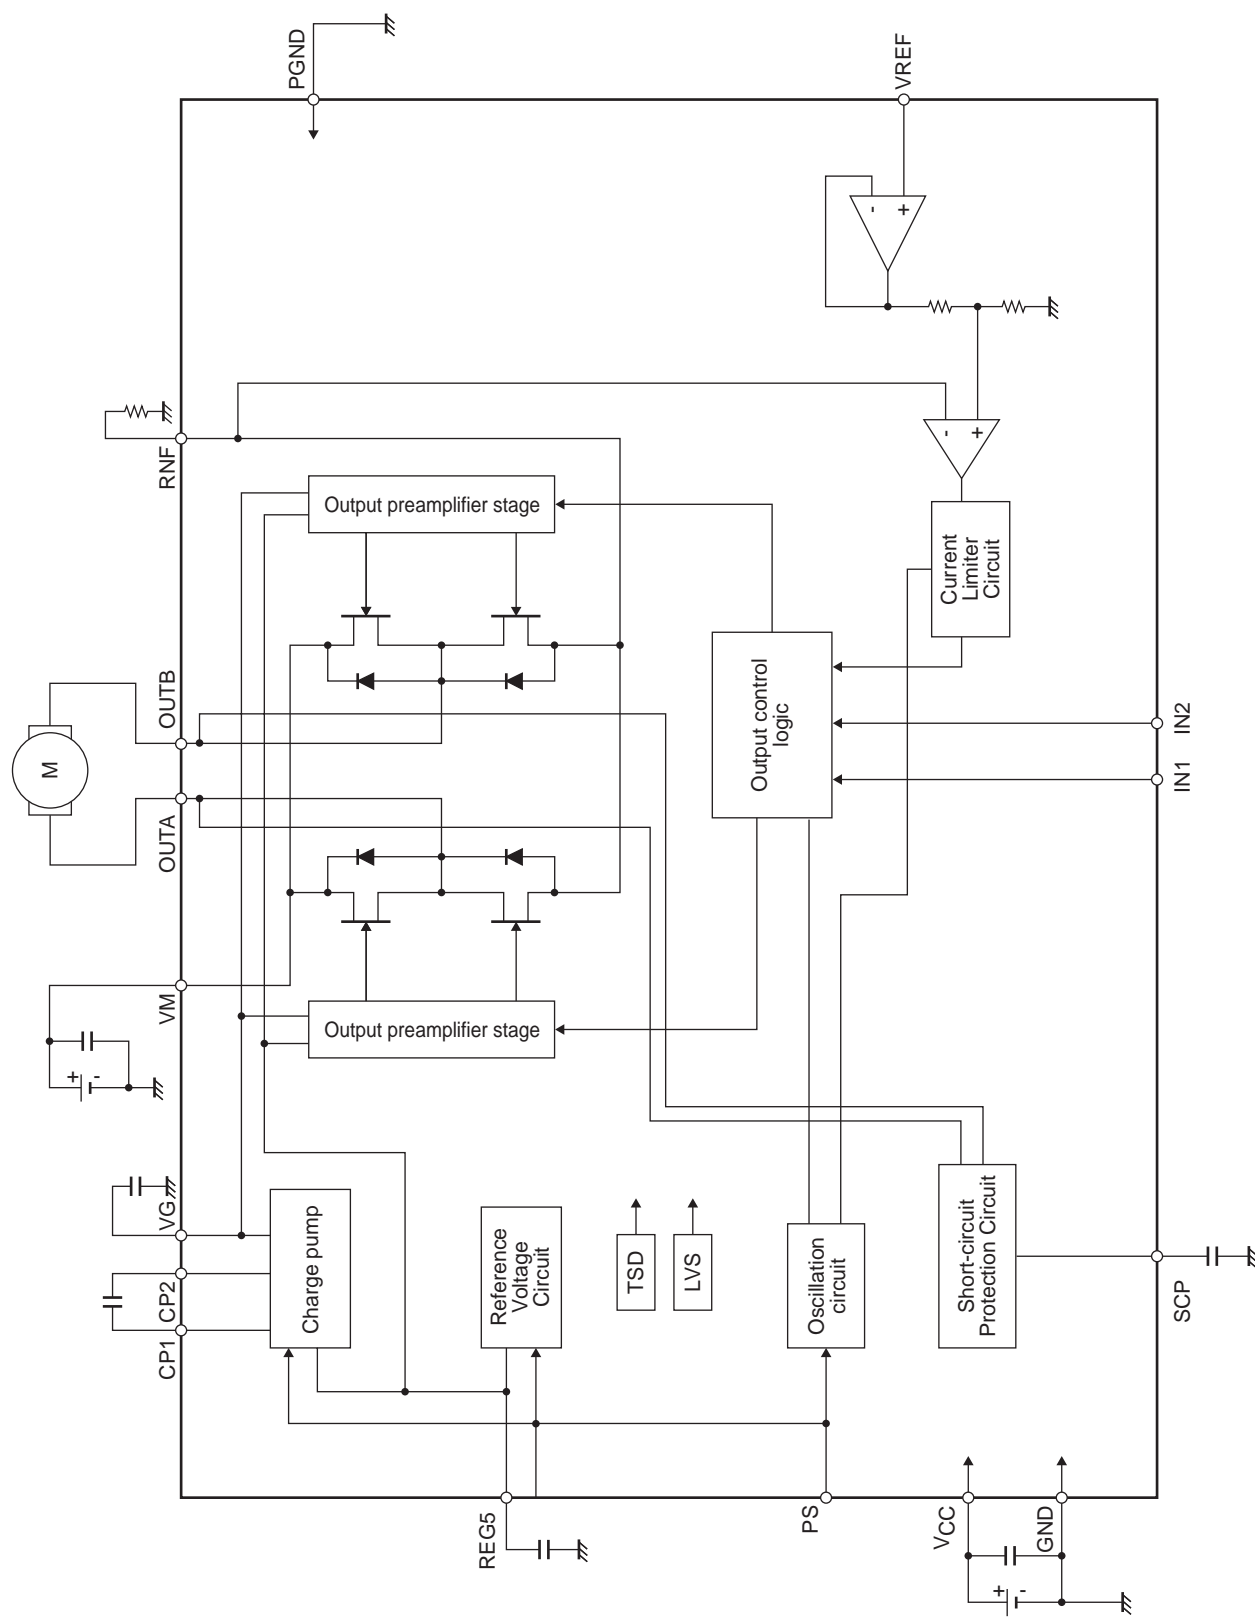 PGND
VREF
-
+
RNF
-
+
Output preamplifier stage
Current
Limiter
Circuit
OUTB
M
OUTA
Output control
logic
IN2
IN1
VM
+
-
Output preamplifier stage
VG
CP2
CP1
Charge pump
Reference
Voltage
Circuit
TSD
LVS
Oscillation
circuit
Short-circuit
Protection Circuit
SCP
REG5
PS
VCC
GND
+
-